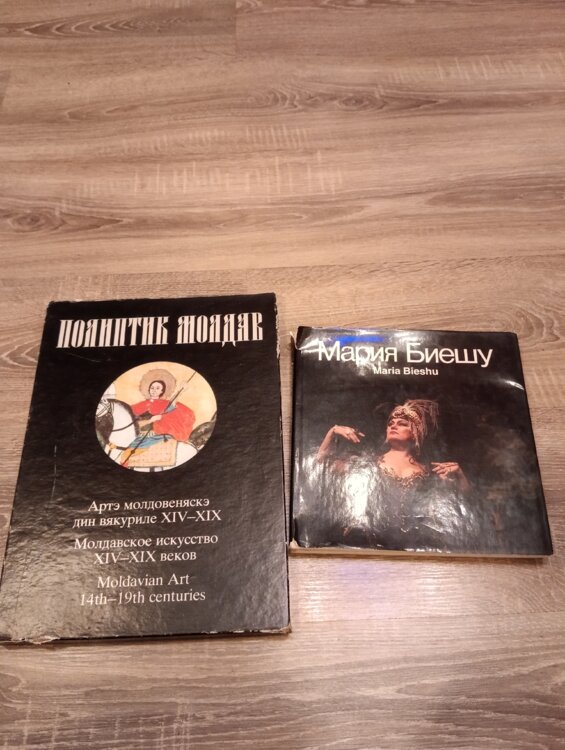 ПОЛИПТИК МОЛДАВ
Артэ молдовеняскэ
дин вякуриле XIV–XIX
Молдавское искусство
XIV–XIX веков
Moldavian Art
14th–19th centuries
Мария Биешу
Maria Bieshu